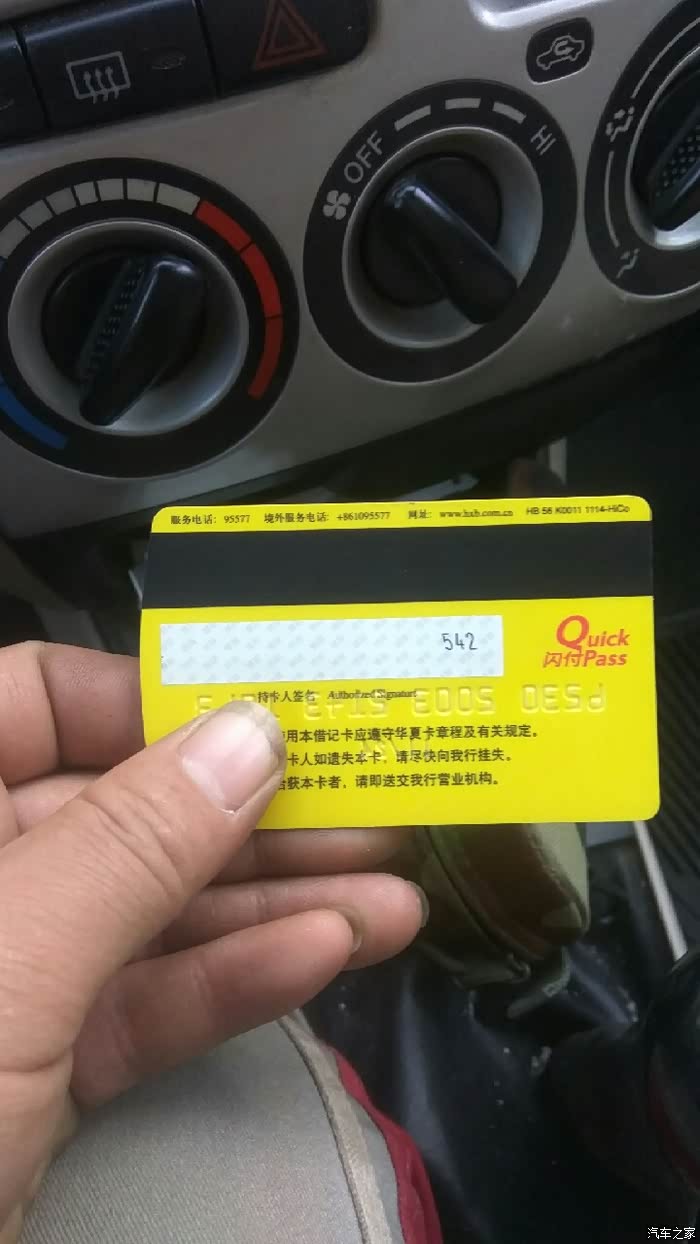 OFF
HI
服务电话：95577 境外服务电话：+861095577 网址：www.hxb.com.cn HB 56 K0011 1114-HiCo
542
Quick
闪付Pass
持卡人签名 Authorized Signature
用本借记卡应遵守华夏卡章程及有关规定。
卡人如遗失本卡，请尽快向我行挂失。
获本卡者，请即送交我行营业机构。
汽车之家